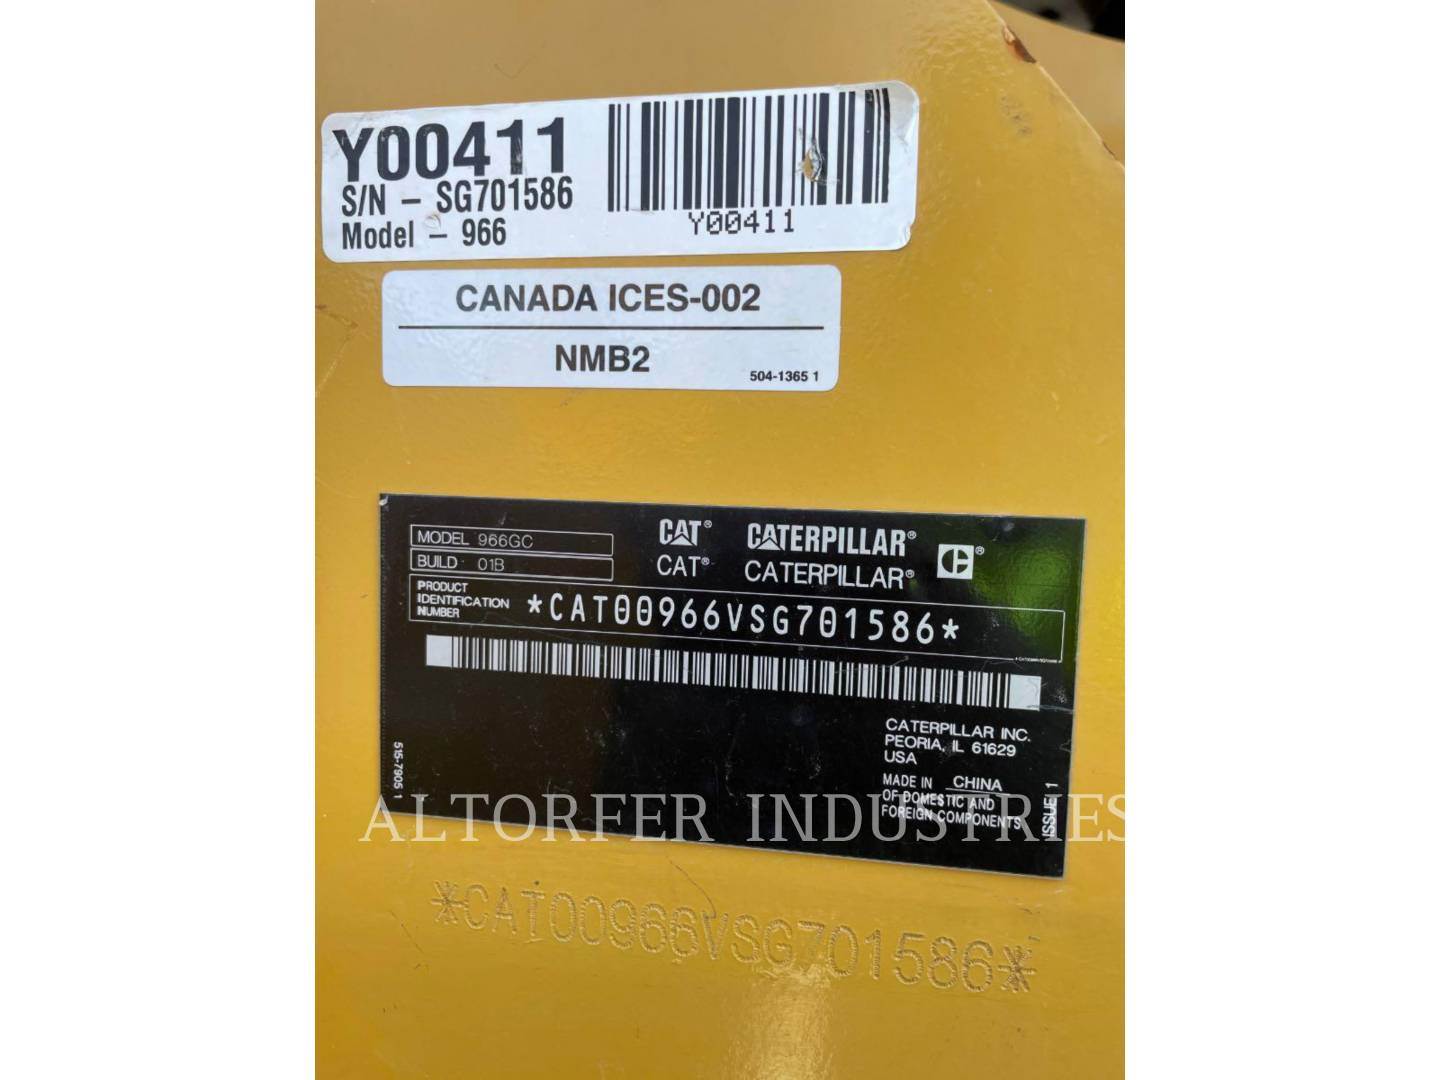 Y00411
S/N - SG701586
Model - 966
Y00411
CANADA ICES-002
NMB2
504-1365 1
MODEL 966GC
BUILD 01B
CAT® CATERPILLAR®
CAT® CATERPILLAR®
PRODUCT
IDENTIFICATION
NUMBER
*CAT00966VSG701586*
CATERPILLAR INC.
PEORIA, IL 61629
USA
MADE IN CHINA
OF DOMESTIC AND
FOREIGN COMPONENTS
515-7905 1
ISSUE 1
ALTORFER INDUSTRIES
*CAT00966VSG701586*